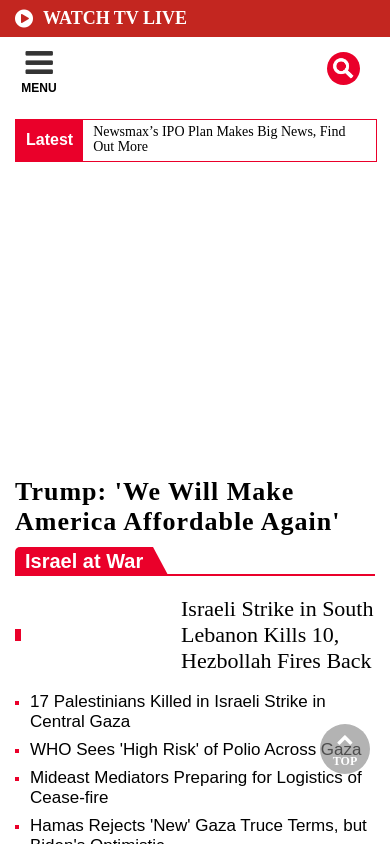 WATCH TV LIVE
MENU
Latest
Newsmax’s IPO Plan Makes Big News, Find
Out More
Trump: 'We Will Make
America Affordable Again'
Israel at War
Israeli Strike in South
Lebanon Kills 10,
Hezbollah Fires Back
17 Palestinians Killed in Israeli Strike in
Central Gaza
WHO Sees 'High Risk' of Polio Across Gaza
TOP
Mideast Mediators Preparing for Logistics of
Cease-fire
Hamas Rejects 'New' Gaza Truce Terms, but
Biden's Optimistic